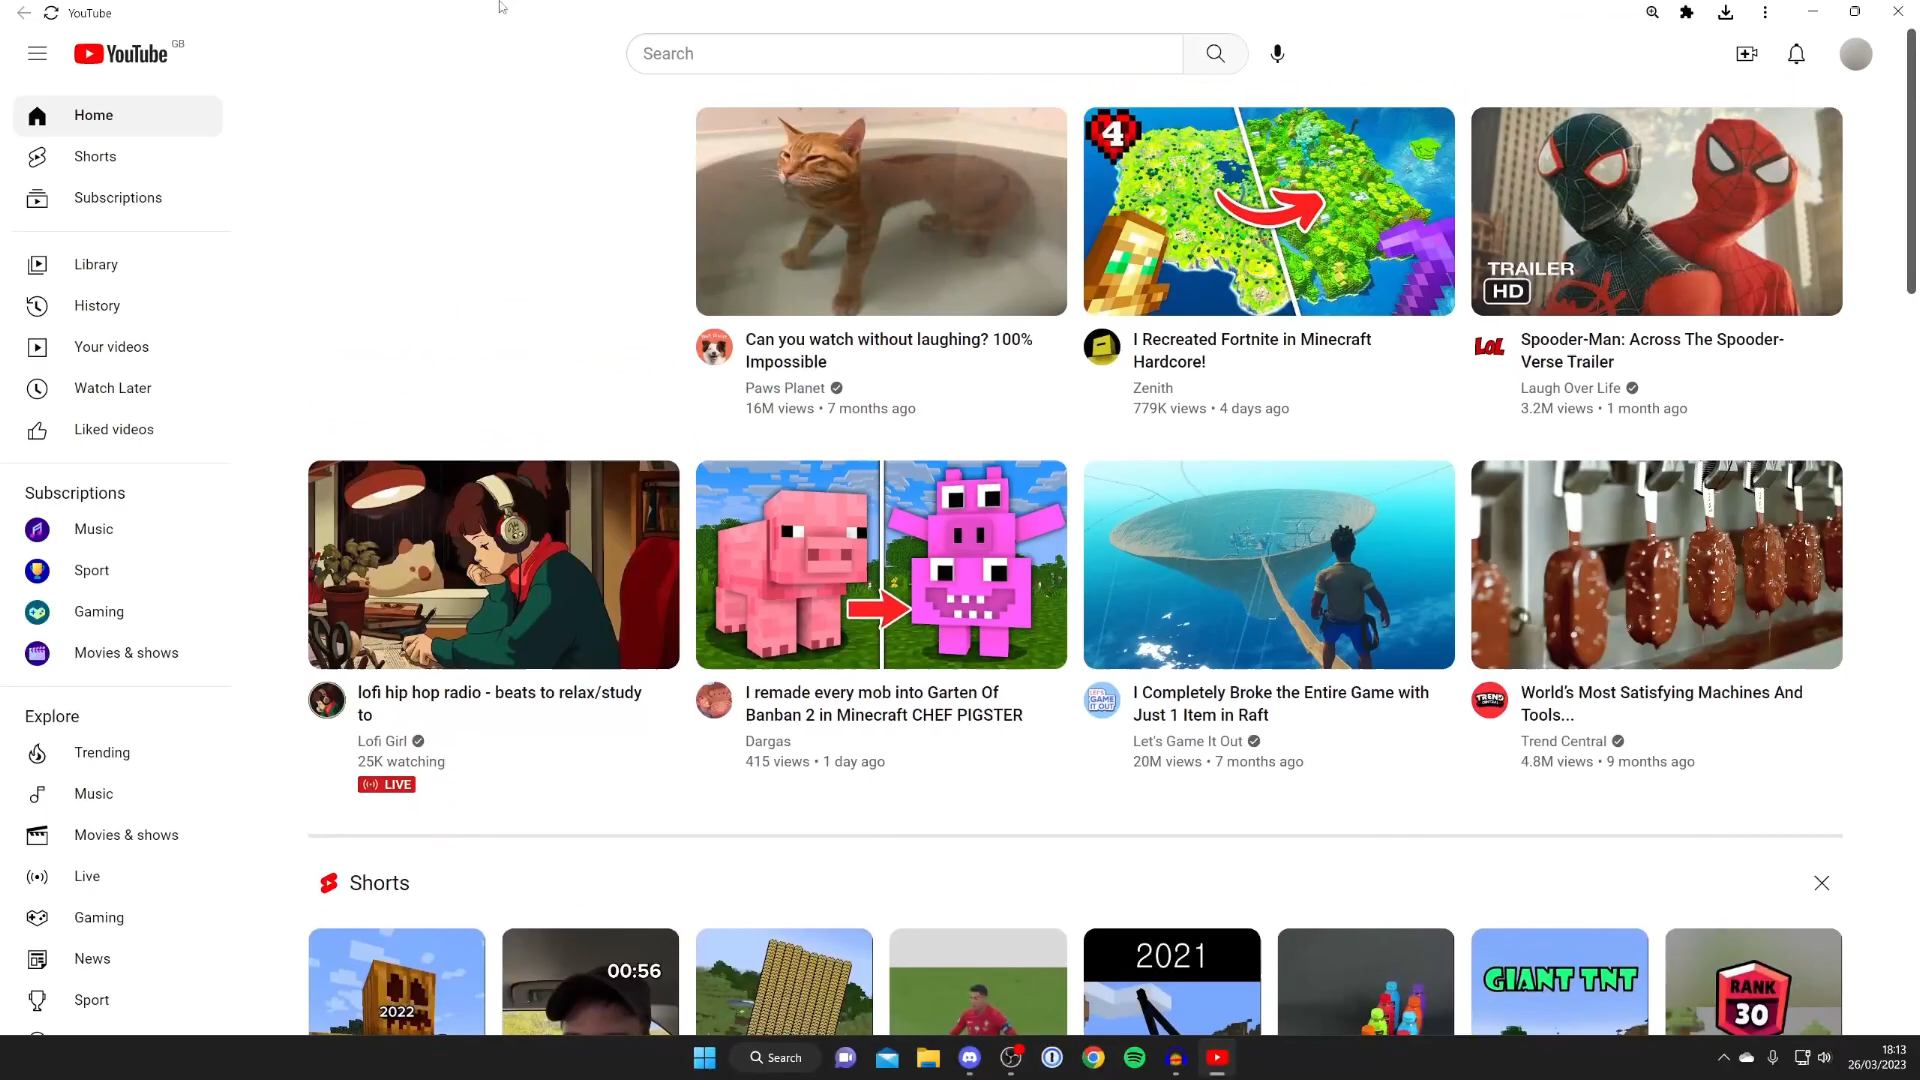 YouTube
YouTube GB
Search
Home
Shorts
Subscriptions
Library
History
Your videos
Watch Later
Liked videos
Subscriptions
Music
Sport
Gaming
Movies & shows
Explore
Trending
Music
Movies & shows
Live
Gaming
News
Sport
4
TRAILER
HD
Can you watch without laughing? 100%
Impossible
Paws Planet
16M views • 7 months ago
I Recreated Fortnite in Minecraft
Hardcore!
Zenith
779K views • 4 days ago
LOL
Spooder-Man: Across The Spooder-
Verse Trailer
Laugh Over Life
3.2M views • 1 month ago
lofi hip hop radio - beats to relax/study
to
Lofi Girl
25K watching
LIVE
I remade every mob into Garten Of
Banban 2 in Minecraft CHEF PIGSTER
Dargas
415 views • 1 day ago
LET'S
GAME
IT OUT
I Completely Broke the Entire Game with
Just 1 Item in Raft
Let's Game It Out
20M views • 7 months ago
TREND
CENTRAL
World's Most Satisfying Machines And
Tools...
Trend Central
4.8M views • 9 months ago
Shorts
2022
00:56
2021
GIANT TNT
RANK
30
Search
18:13
26/03/2023